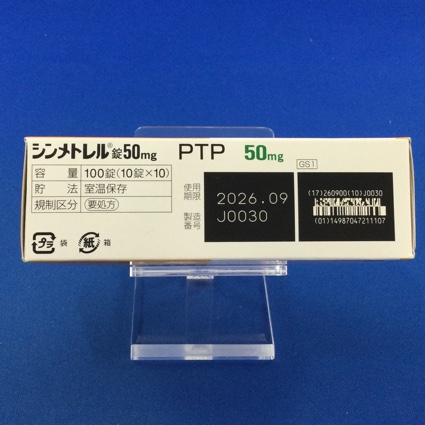 シンメトレル®錠50mg PTP 50mg
容量 100錠(10錠×10)
貯法 室温保存
規制区分 要処方
プラ 袋 紙 箱
使用期限 2026.09
製造番号 J0030
GS1
(17)260900(10)J0030
(01)14987047211107